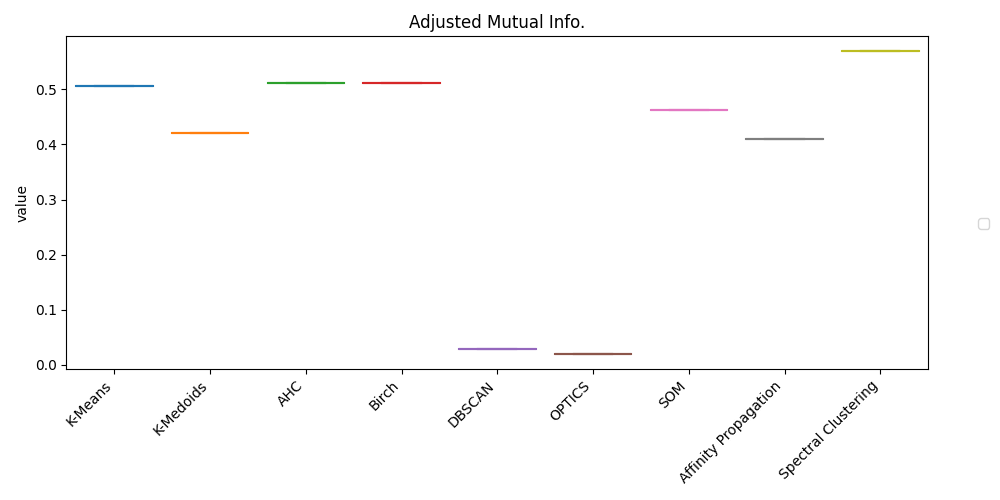 Adjusted Mutual Info.
value
0.5
0.4
0.3
0.2
0.1
0.0
K-Means
K-Medoids
AHC
Birch
DBSCAN
OPTICS
SOM
Affinity Propagation
Spectral Clustering